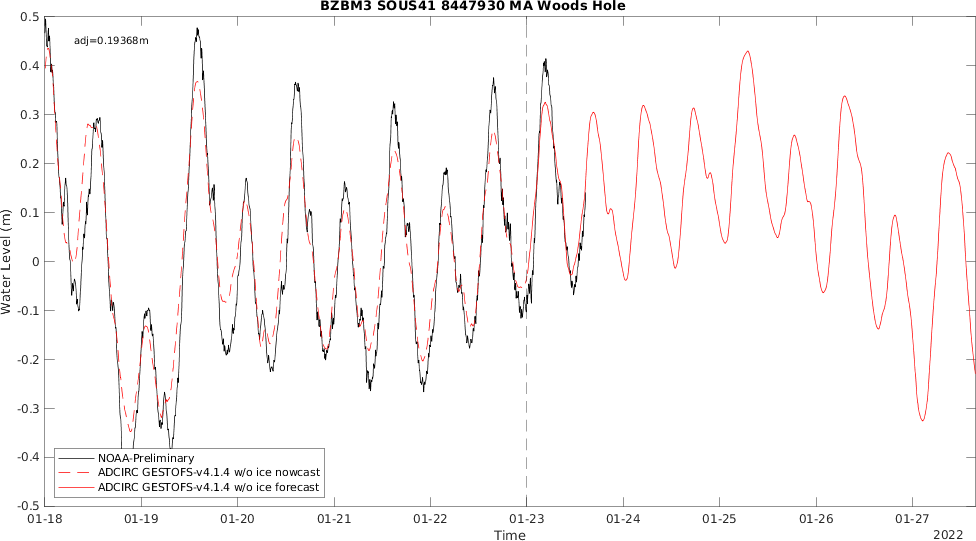 BZBM3 SOUS41 8447930 MA Woods Hole
adj=0.19368m
0.5
0.4
0.3
0.2
0.1
0
-0.1
-0.2
-0.3
-0.4
-0.5
Water Level (m)
NOAA-Preliminary
ADCIRC GESTOFS-v4.1.4 w/o ice nowcast
ADCIRC GESTOFS-v4.1.4 w/o ice forecast
01-18 01-19 01-20 01-21 01-22 01-23 01-24 01-25 01-26 01-27
Time
2022